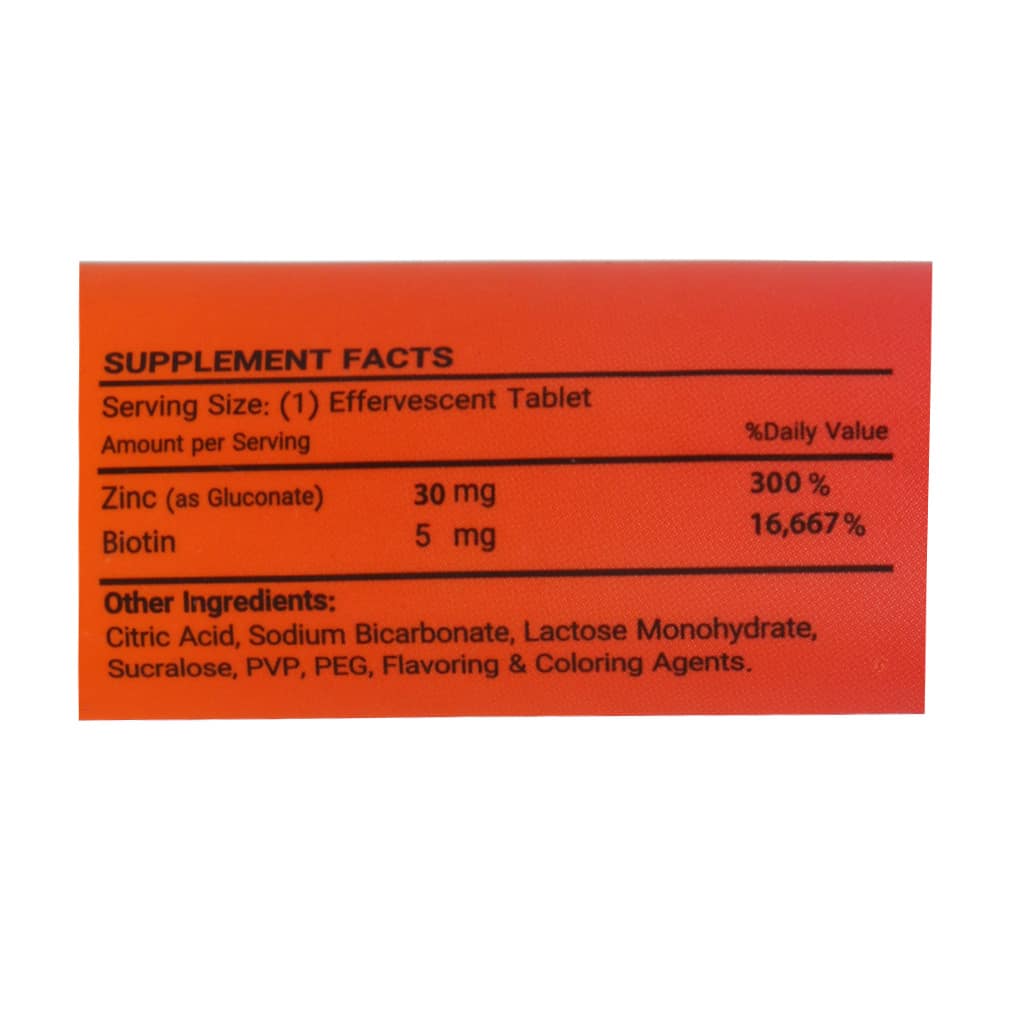 SUPPLEMENT FACTS
Serving Size: (1) Effervescent Tablet
Amount per Serving %Daily Value
Zinc (as Gluconate) 30 mg 300 %
Biotin 5 mg 16,667%
Other Ingredients:
Citric Acid, Sodium Bicarbonate, Lactose Monohydrate,
Sucralose, PVP, PEG, Flavoring & Coloring Agents.